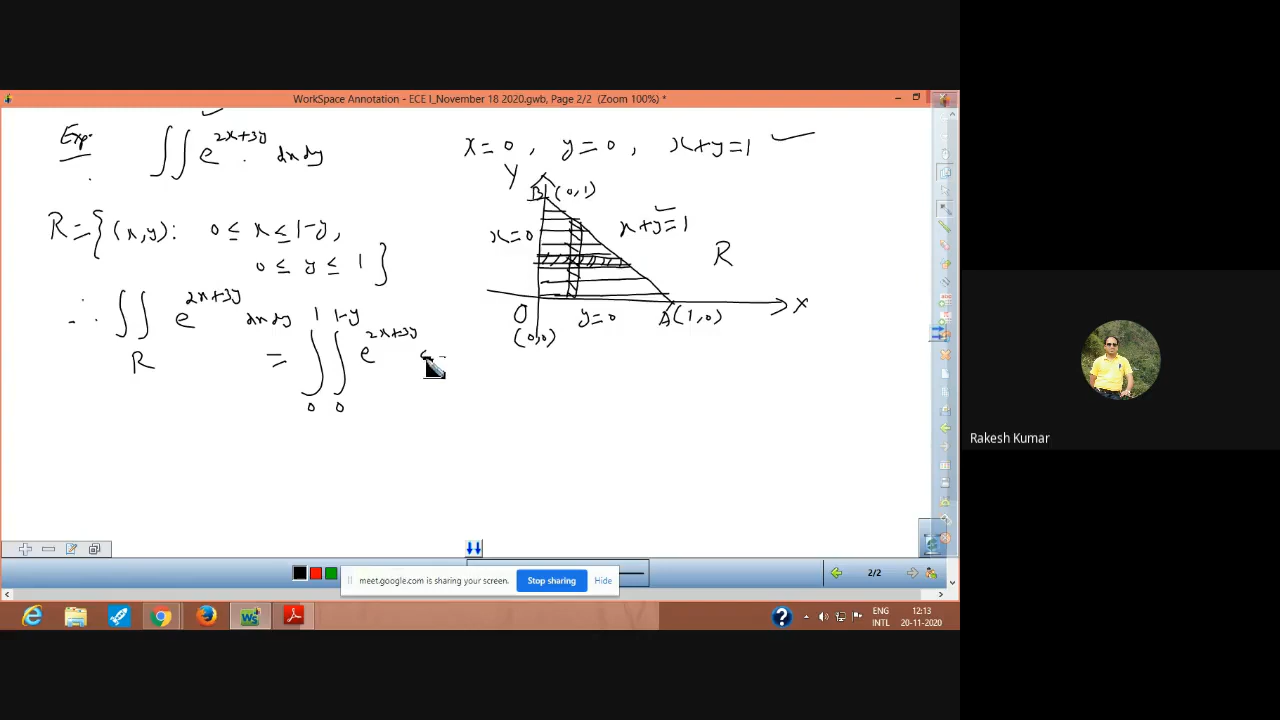 WorkSpace Annotation - ECE I_November 18 2020.gwb, Page 2/2 (Zoom 100%) *
Exp. ∬ e^{2x+3y} dx dy
x=0 , y=0 , x+y=1
Y
B (0,1)
R={(x,y): 0 ≤ x ≤ 1-y,
0 ≤ y ≤ 1}
x=0
x+y=1
R
∴ ∬_R e^{2x+3y} dx dy
= ∫_0^1 ∫_0^{1-y} e^{2x+3y}
O
(0,0)
y=0
A(1,0)
X
2/2
meet.google.com is sharing your screen.
Stop sharing
Hide
ENG
INTL
12:13
20-11-2020
Rakesh Kumar